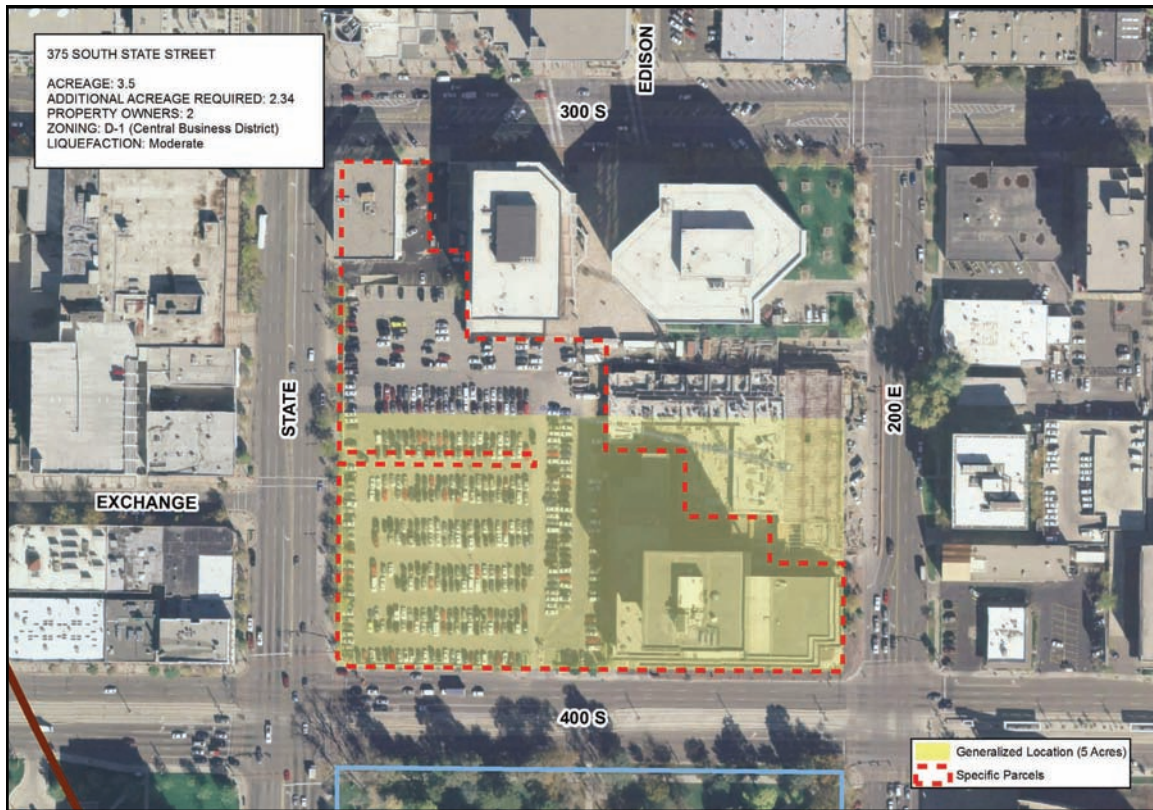 375 SOUTH STATE STREET
ACREAGE: 3.5
ADDITIONAL ACREAGE REQUIRED: 2.34
PROPERTY OWNERS: 2
ZONING: D-1 (Central Business District)
LIQUEFACTION: Moderate
EDISON
300 S
STATE
200 E
EXCHANGE
400 S
Generalized Location (5 Acres)
Specific Parcels